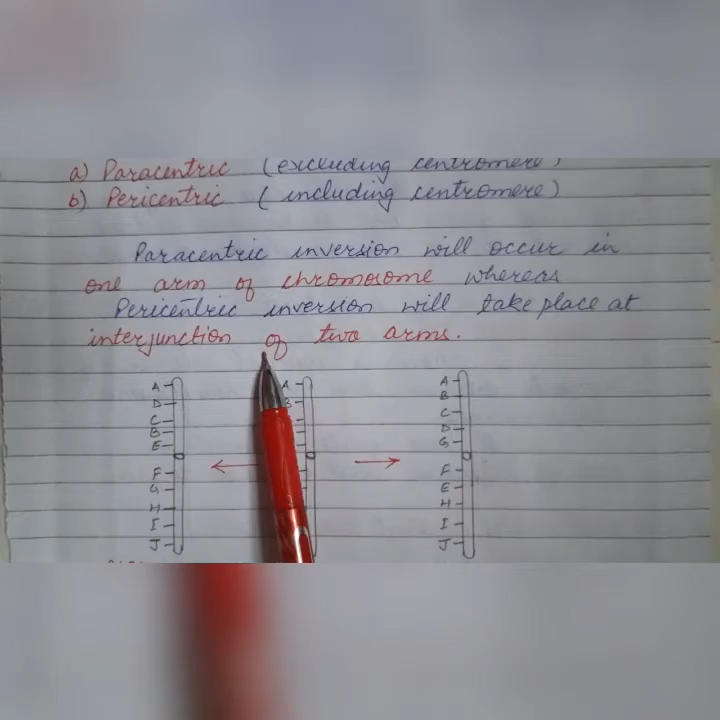 a) Paracentric (excluding centromere)
b) Pericentric (including centromere)
Paracentric inversion will occur in
one arm of chromosome whereas
Pericentric inversion will take place at
interjunction of two arms.
A
D
C
B
E
F
G
H
I
J
A
B
A
B
C
D
G
F
E
H
I
J